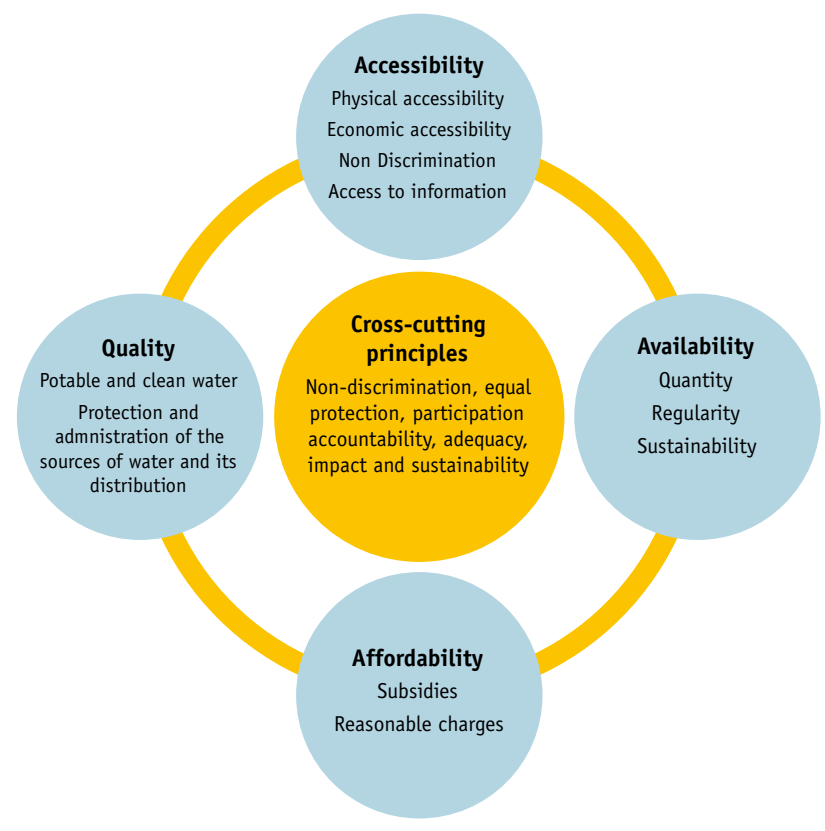 Accessibility
Physical accessibility
Economic accessibility
Non Discrimination
Access to information
Quality
Potable and clean water
Protection and
admnistration of the
sources of water and its
distribution
Cross-cutting
principles
Non-discrimination, equal
protection, participation
accountability, adequacy,
impact and sustainability
Availability
Quantity
Regularity
Sustainability
Affordability
Subsidies
Reasonable charges